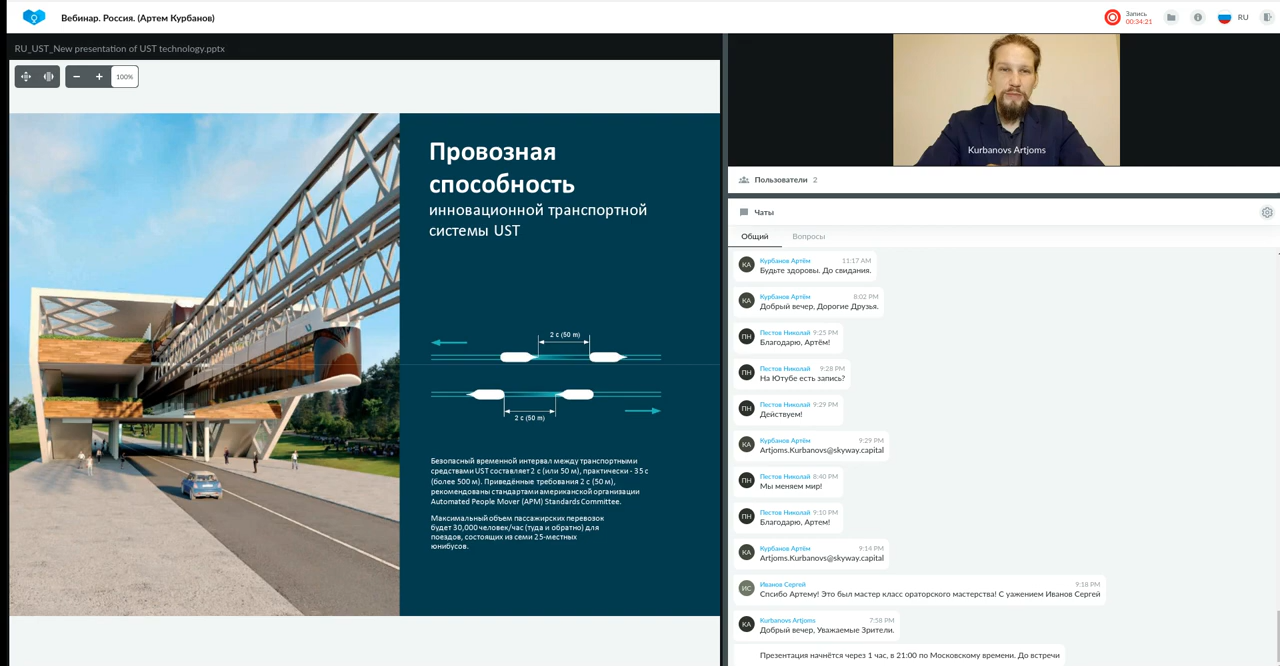 Вебинар. Россия. (Артем Курбанов)
Запись
00:34:21
RU
RU_UST_New presentation of UST technology.pptx
100%
Провозная
способность
инновационной транспортной
системы UST
2 с (50 m)
2 с (50 m)
Безопасный временной интервал между транспортными
средствами UST составляет 2 с (или 50 м), практически - 35 с
(более 500 м). Приведённые требования 2 с (50 м),
рекомендованы стандартами американской организации
Automated People Mover (APM) Standards Committee.
Максимальный объем пассажирских перевозок
будет 30,000 человек/час (туда и обратно) для
поездов, состоящих из семи 25-местных
юнибусов.
Kurbanovs Artjoms
Пользователи 2
Чаты
Общий Вопросы
КА Курбанов Артём 11:17 AM
Будьте здоровы. До свидания.
КА Курбанов Артём 8:02 PM
Добрый вечер, Дорогие Друзья.
ПН Пестов Николай 9:25 PM
Благодарю, Артём!
ПН Пестов Николай 9:28 PM
На Ютубе есть запись?
ПН Пестов Николай 9:29 PM
Действуем!
КА Курбанов Артём 9:29 PM
Artjoms.Kurbanovs@skyway.capital
ПН Пестов Николай 8:40 PM
Мы меняем мир!
ПН Пестов Николай 9:10 PM
Благодарю, Артем!
КА Курбанов Артём 9:14 PM
Artjoms.Kurbanovs@skyway.capital
ИС Иванов Сергей 9:18 PM
Спсибо Артему! Это был мастер класс ораторского мастерства! С уажением Иванов Сергей
КА Kurbanovs Artjoms 7:58 PM
Добрый вечер, Уважаемые Зрители.
Презентация начнётся через 1 час, в 21:00 по Московскому времени. До встречи